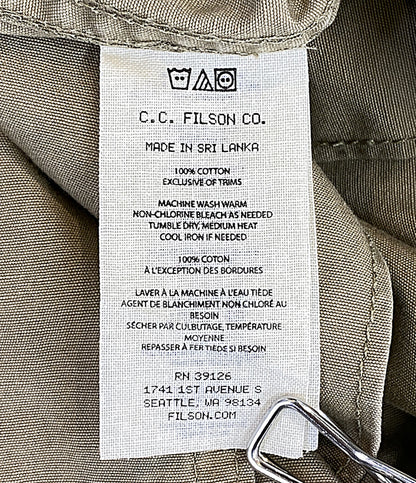 C.C. FILSON CO.
MADE IN SRI LANKA
100% COTTON
EXCLUSIVE OF TRIMS
MACHINE WASH WARM
NON-CHLORINE BLEACH AS NEEDED
TUMBLE DRY, MEDIUM HEAT
COOL IRON IF NEEDED
100% COTON
À L'EXCEPTION DES BORDURES
LAVER À LA MACHINE À L'EAU TIÈDE
AGENT DE BLANCHIMENT NON CHLORÉ AU
BESOIN
SÉCHER PAR CULBUTAGE, TEMPÉRATURE
MOYENNE
REPASSER À FER TIÈDE SI BESOIN
RN 39126
1741 1ST AVENUE S
SEATTLE, WA 98134
FILSON.COM